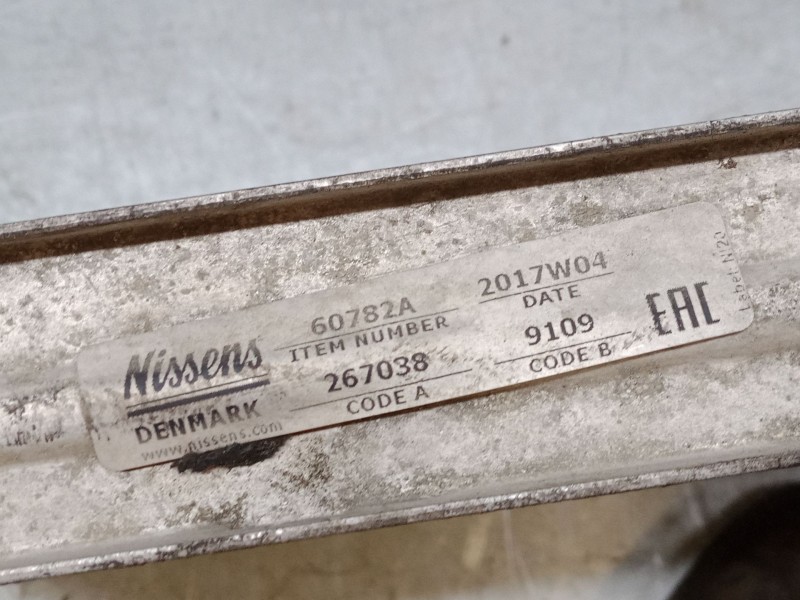 Nissens
DENMARK
www.nissens.com
60782A
ITEM NUMBER
267038
CODE A
2017W04
DATE
9109
CODE B
EAC